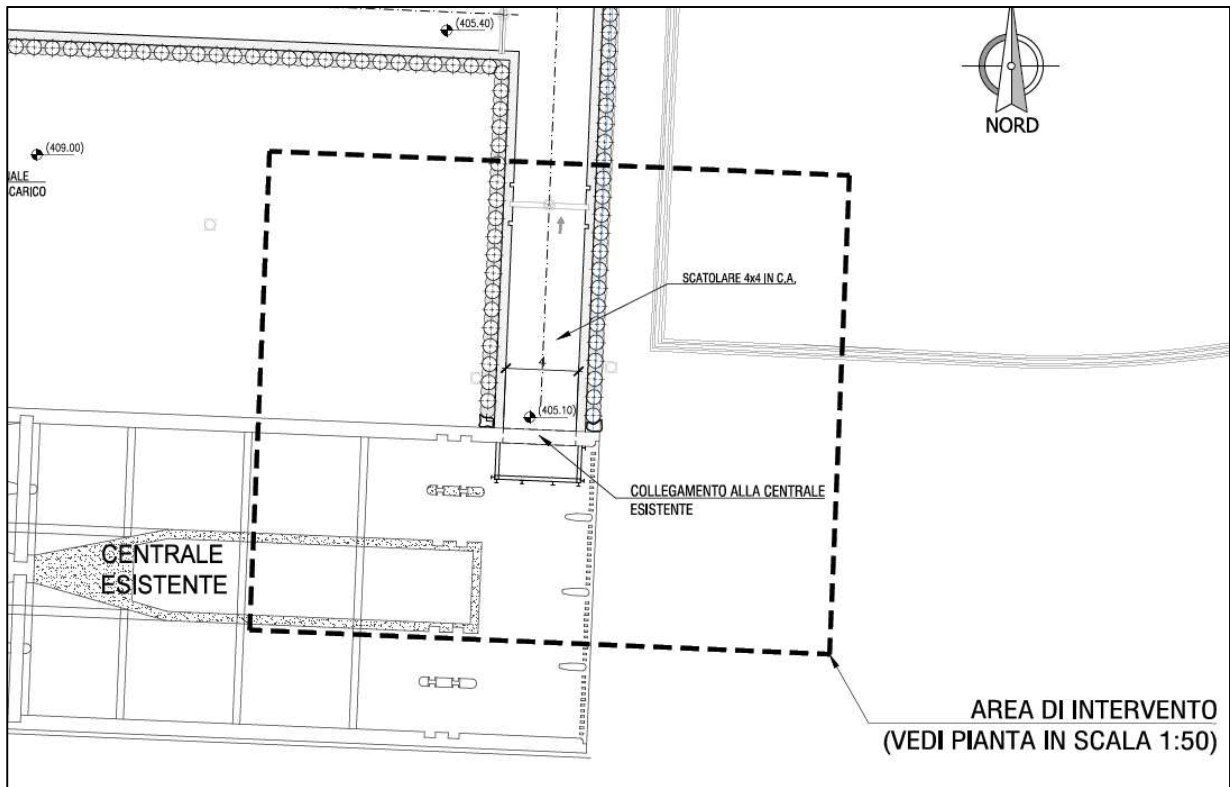 (405.40)
NORD
(409.00)
CARICO
SCATOLARE 4x4 IN C.A.
4
(405.10)
COLLEGAMENTO ALLA CENTRALE
ESISTENTE
CENTRALE
ESISTENTE
AREA DI INTERVENTO
(VEDI PIANTA IN SCALA 1:50)